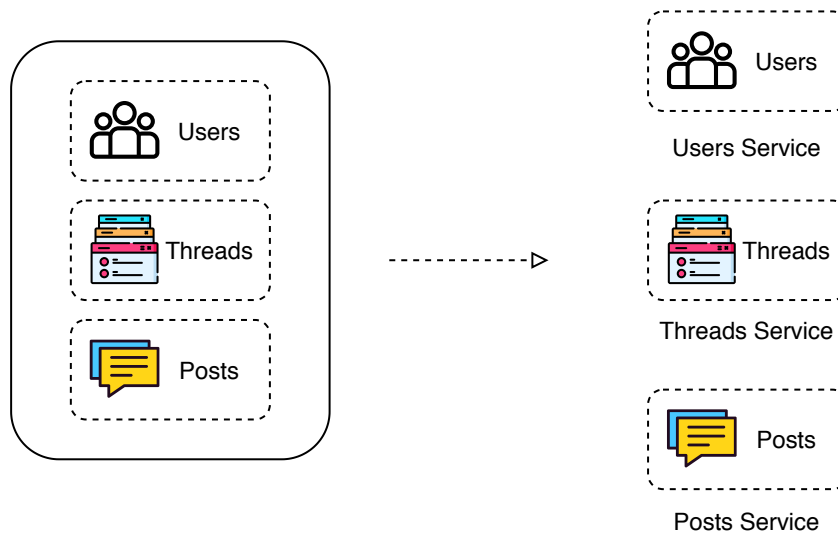 Users
Threads
Posts
Users
Users Service
Threads
Threads Service
Posts
Posts Service